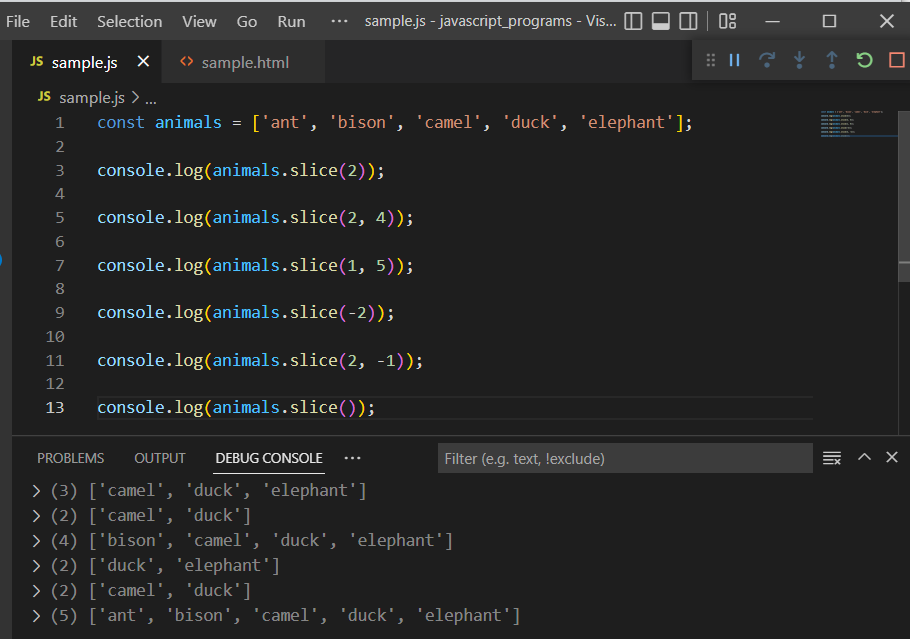 File Edit Selection View Go Run ··· sample.js - javascript_programs - Vis...
JS sample.js <> sample.html
JS sample.js > ...
1 const animals = ['ant', 'bison', 'camel', 'duck', 'elephant'];
2
3 console.log(animals.slice(2));
4
5 console.log(animals.slice(2, 4));
6
7 console.log(animals.slice(1, 5));
8
9 console.log(animals.slice(-2));
10
11 console.log(animals.slice(2, -1));
12
13 console.log(animals.slice());
PROBLEMS OUTPUT DEBUG CONSOLE ··· Filter (e.g. text, !exclude)
> (3) ['camel', 'duck', 'elephant']
> (2) ['camel', 'duck']
> (4) ['bison', 'camel', 'duck', 'elephant']
> (2) ['duck', 'elephant']
> (2) ['camel', 'duck']
> (5) ['ant', 'bison', 'camel', 'duck', 'elephant']